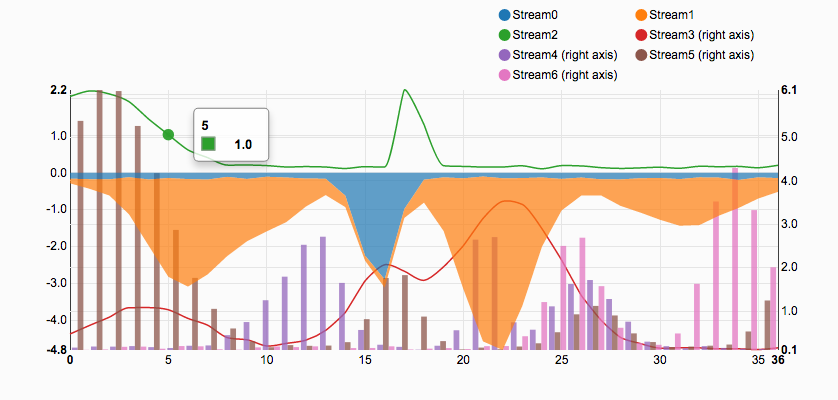 Stream0 Stream1
Stream2 Stream3 (right axis)
Stream4 (right axis) Stream5 (right axis)
Stream6 (right axis)
2.2 6.1
5
1.0 1.0 5.0
0.0 4.0
-1.0 3.0
-2.0 2.0
-3.0 1.0
-4.0
-4.8 0.1
0 5 10 15 20 25 30 35 36